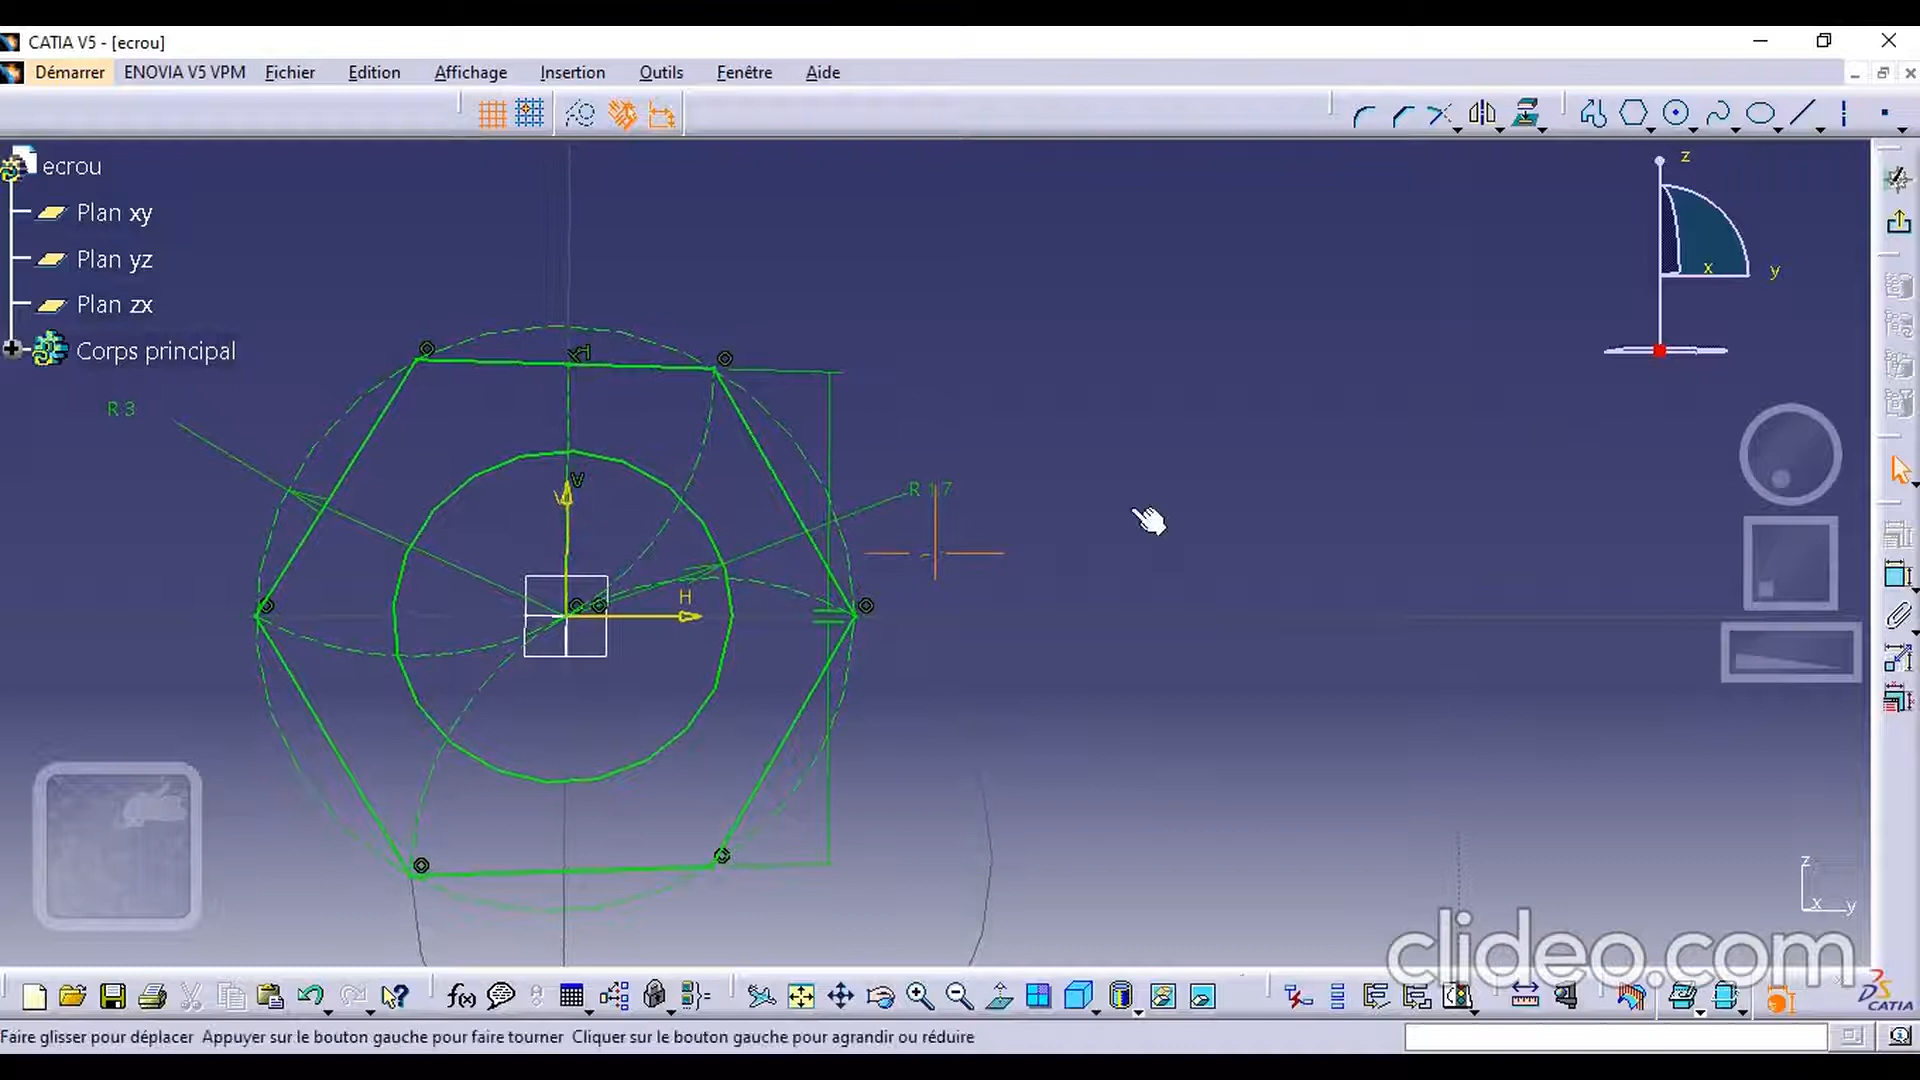 CATIA V5 - [ecrou]
Démarrer ENOVIA V5 VPM Fichier Edition Affichage Insertion Outils Fenêtre Aide
ecrou
Plan xy
Plan yz
Plan zx
Corps principal
z
x
y
R 3
V
H
z
x
y
clideo.com
f(x)
CATIA
Faire glisser pour déplacer Appuyer sur le bouton gauche pour faire tourner Cliquer sur le bouton gauche pour agrandir ou réduire